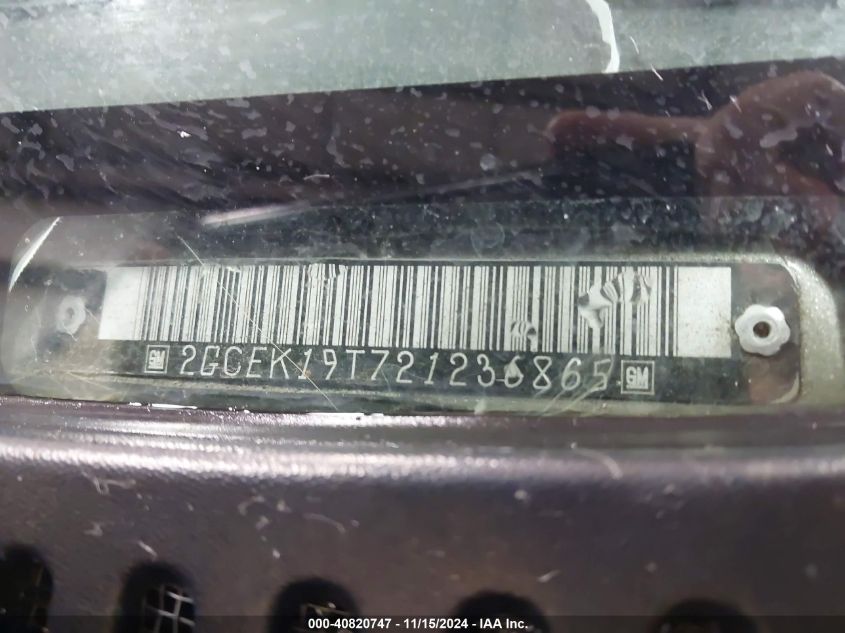 GM 2GCEK19T721236865 GM
000-40820747 - 11/15/2024 - IAA Inc.